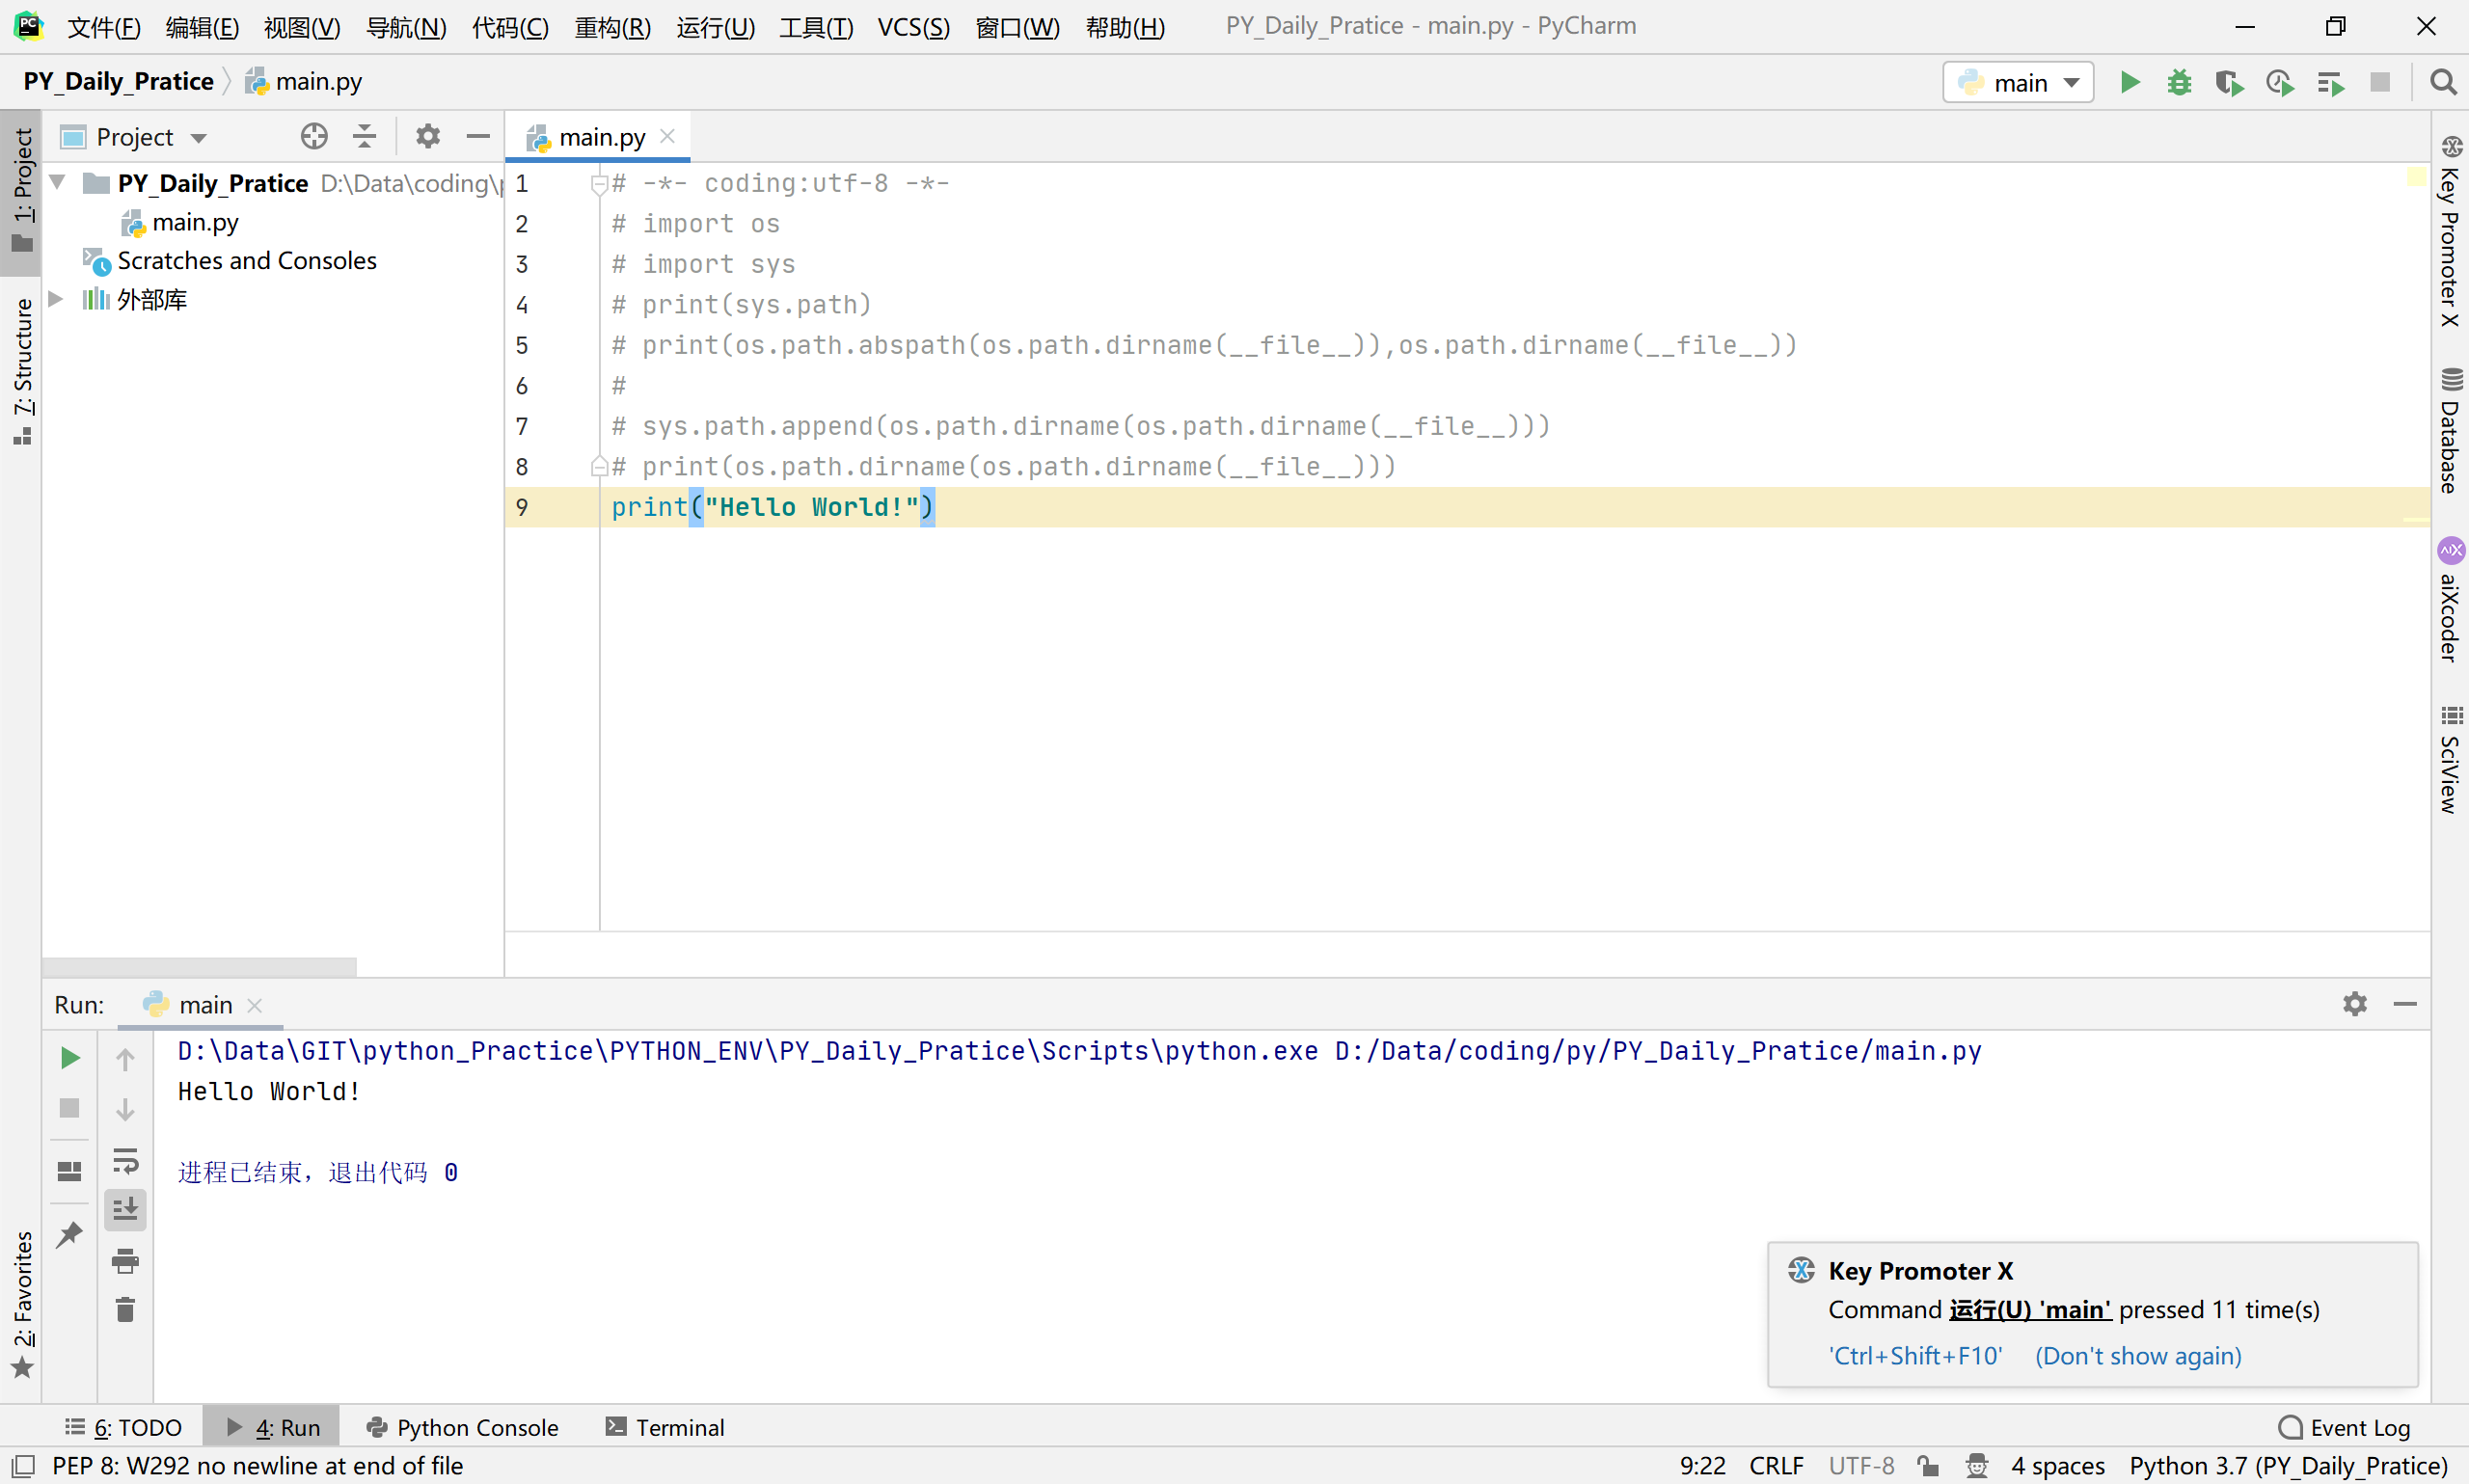 文件(F) 编辑(E) 视图(V) 导航(N) 代码(C) 重构(R) 运行(U) 工具(T) VCS(S) 窗口(W) 帮助(H) PY_Daily_Pratice - main.py - PyCharm
PY_Daily_Pratice main.py main
1: Project
7: Structure
2: Favorites
Project
PY_Daily_Pratice D:\Data\coding\
main.py
Scratches and Consoles
外部库
main.py
1 # -*- coding:utf-8 -*-
2 # import os
3 # import sys
4 # print(sys.path)
5 # print(os.path.abspath(os.path.dirname(__file__)),os.path.dirname(__file__))
6 #
7 # sys.path.append(os.path.dirname(os.path.dirname(__file__)))
8 # print(os.path.dirname(os.path.dirname(__file__)))
9 print("Hello World!")
Key Promoter X
Database
aiXcoder
SciView
Run: main
D:\Data\GIT\python_Practice\PYTHON_ENV\PY_Daily_Pratice\Scripts\python.exe D:/Data/coding/py/PY_Daily_Pratice/main.py
Hello World!
进程已结束，退出代码 0
Key Promoter X
Command 运行(U) 'main' pressed 11 time(s)
'Ctrl+Shift+F10' (Don't show again)
6: TODO 4: Run Python Console Terminal Event Log
PEP 8: W292 no newline at end of file 9:22 CRLF UTF-8 4 spaces Python 3.7 (PY_Daily_Pratice)